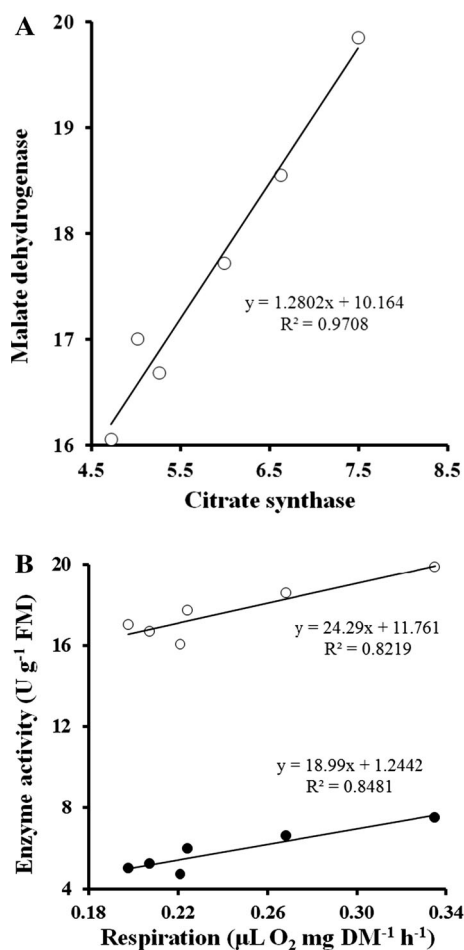 A
20
19
18
17
16
Malate dehydrogenase
y = 1.2802x + 10.164
R² = 0.9708
4.5 5.5 6.5 7.5 8.5
Citrate synthase
B
20
16
12
8
4
Enzyme activity (U g⁻¹ FM)
y = 24.29x + 11.761
R² = 0.8219
y = 18.99x + 1.2442
R² = 0.8481
0.18 0.22 0.26 0.30 0.34
Respiration (µL O₂ mg DM⁻¹ h⁻¹)